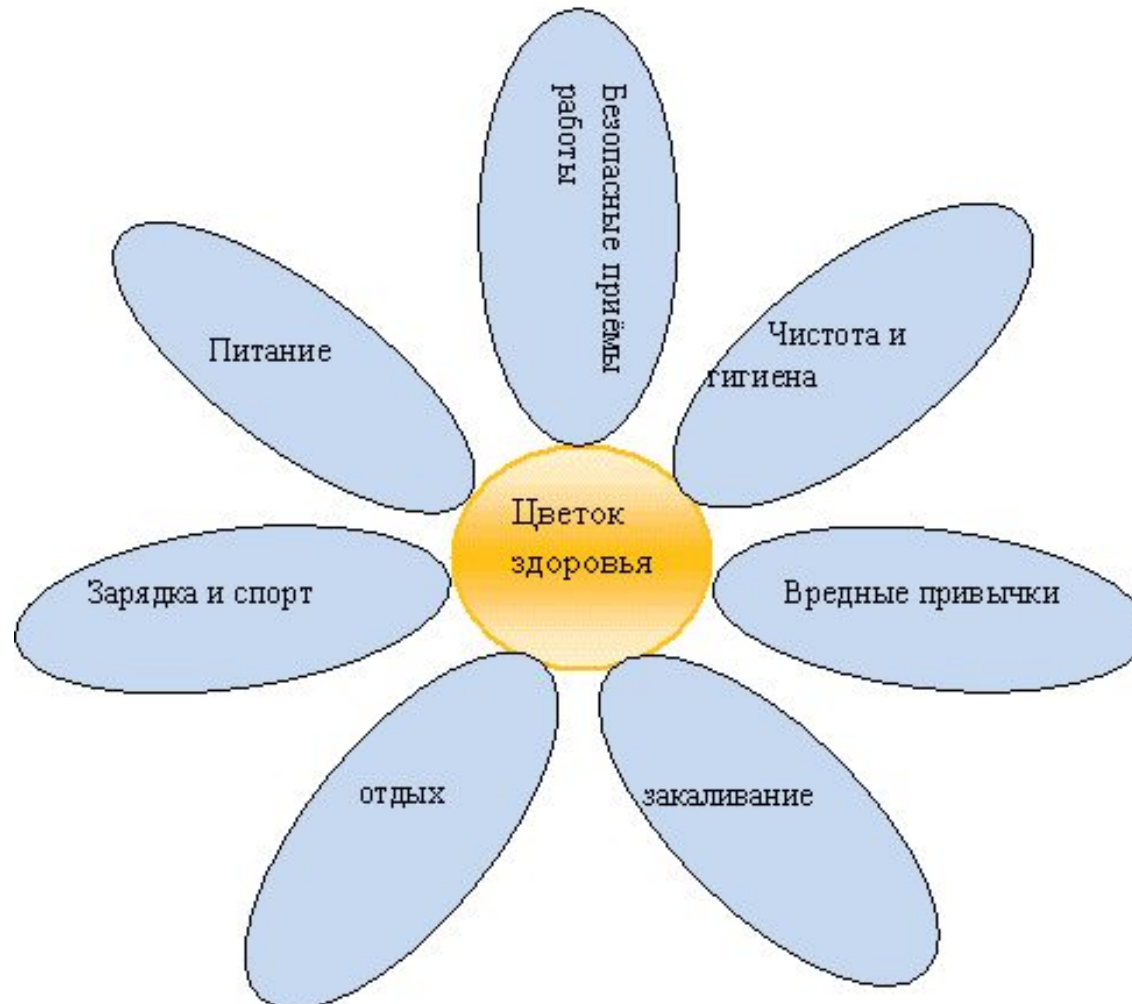 Безопасные приёмы
работы
Питание
Чистота и
гигиена
Цветок
здоровья
Зарядка и спорт
Вредные привычки
отдых
закаливание